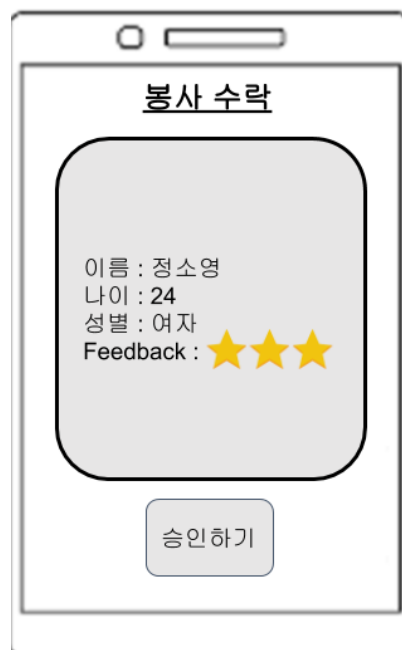 봉사 수락
이름 : 정소영
나이 : 24
성별 : 여자
Feedback :
승인하기